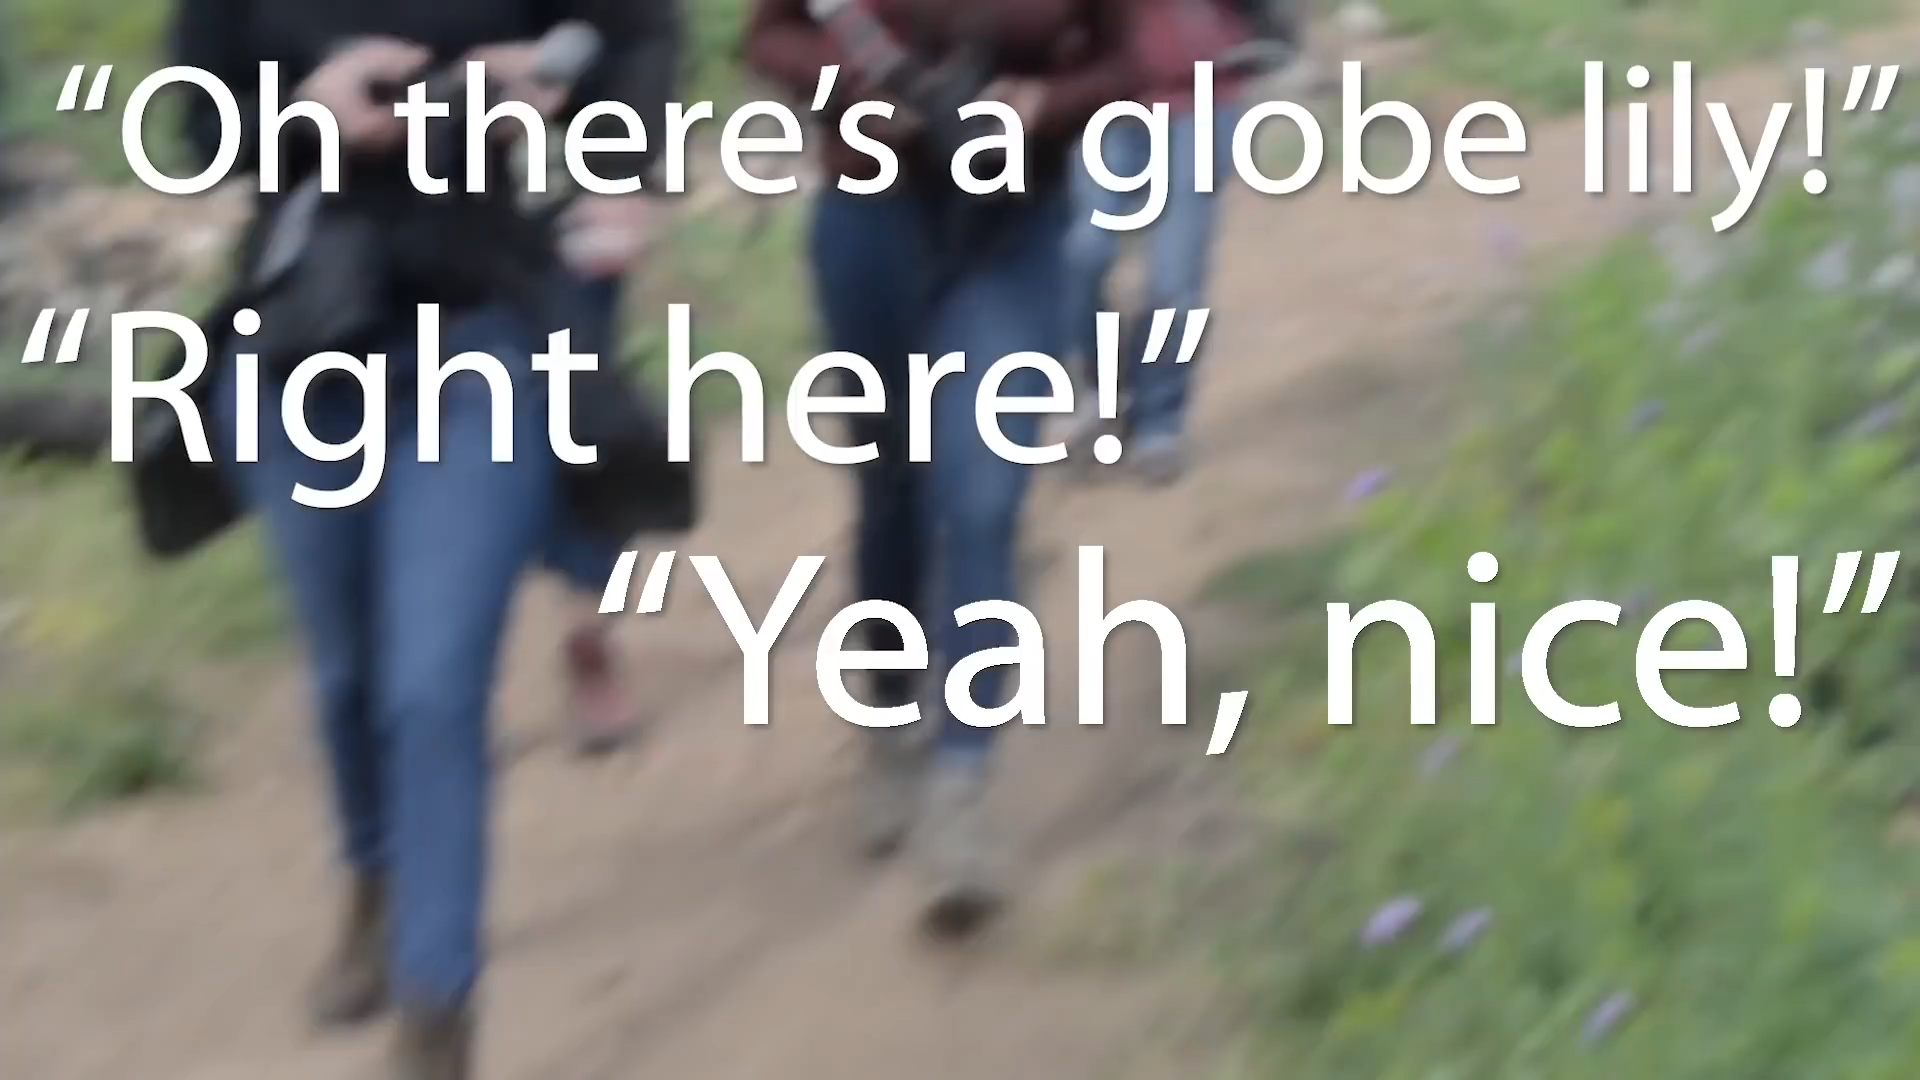 “Oh there’s a globe lily!”
“Right here!”
“Yeah, nice!”